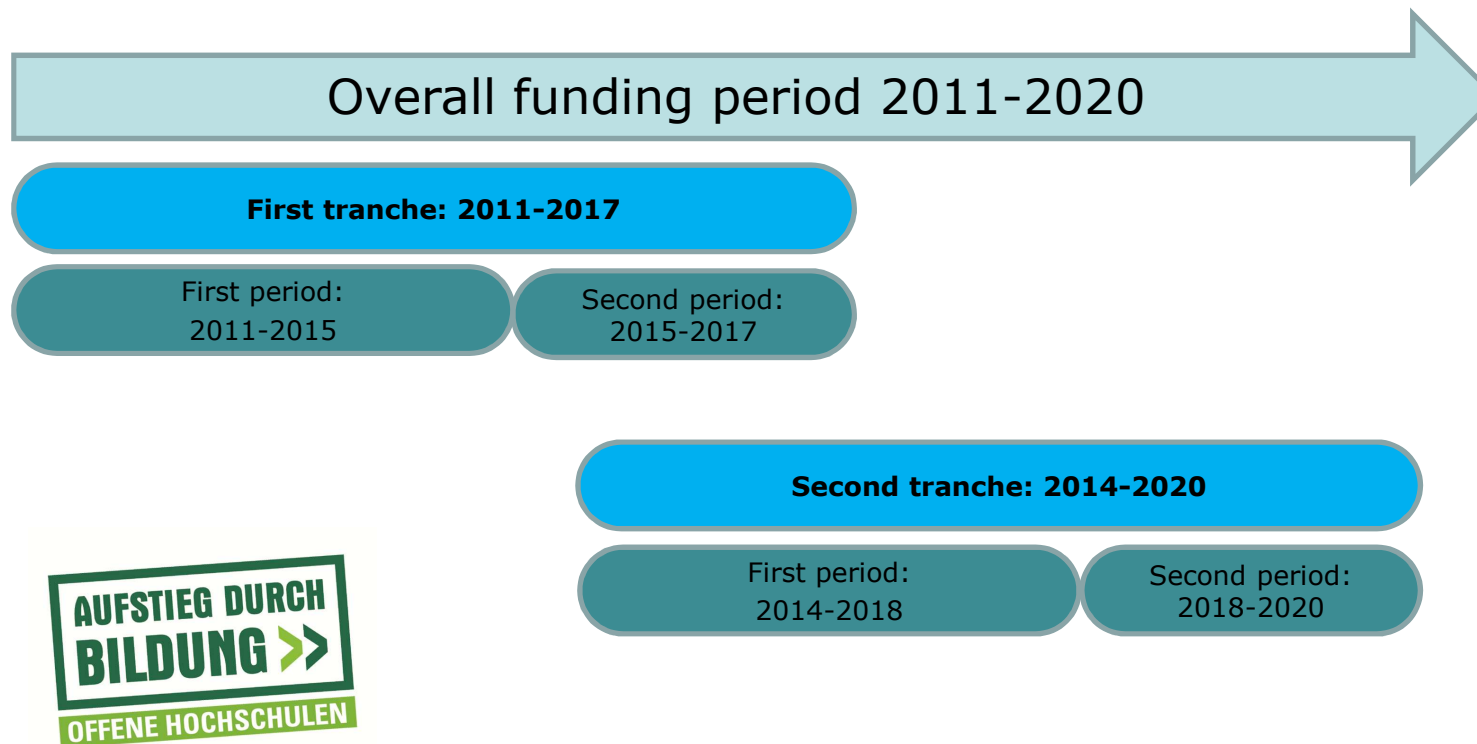 Overall funding period 2011-2020
First tranche: 2011-2017
First period:
2011-2015
Second period:
2015-2017
Second tranche: 2014-2020
First period:
2014-2018
Second period:
2018-2020
AUFSTIEG DURCH
BILDUNG >>
OFFENE HOCHSCHULEN